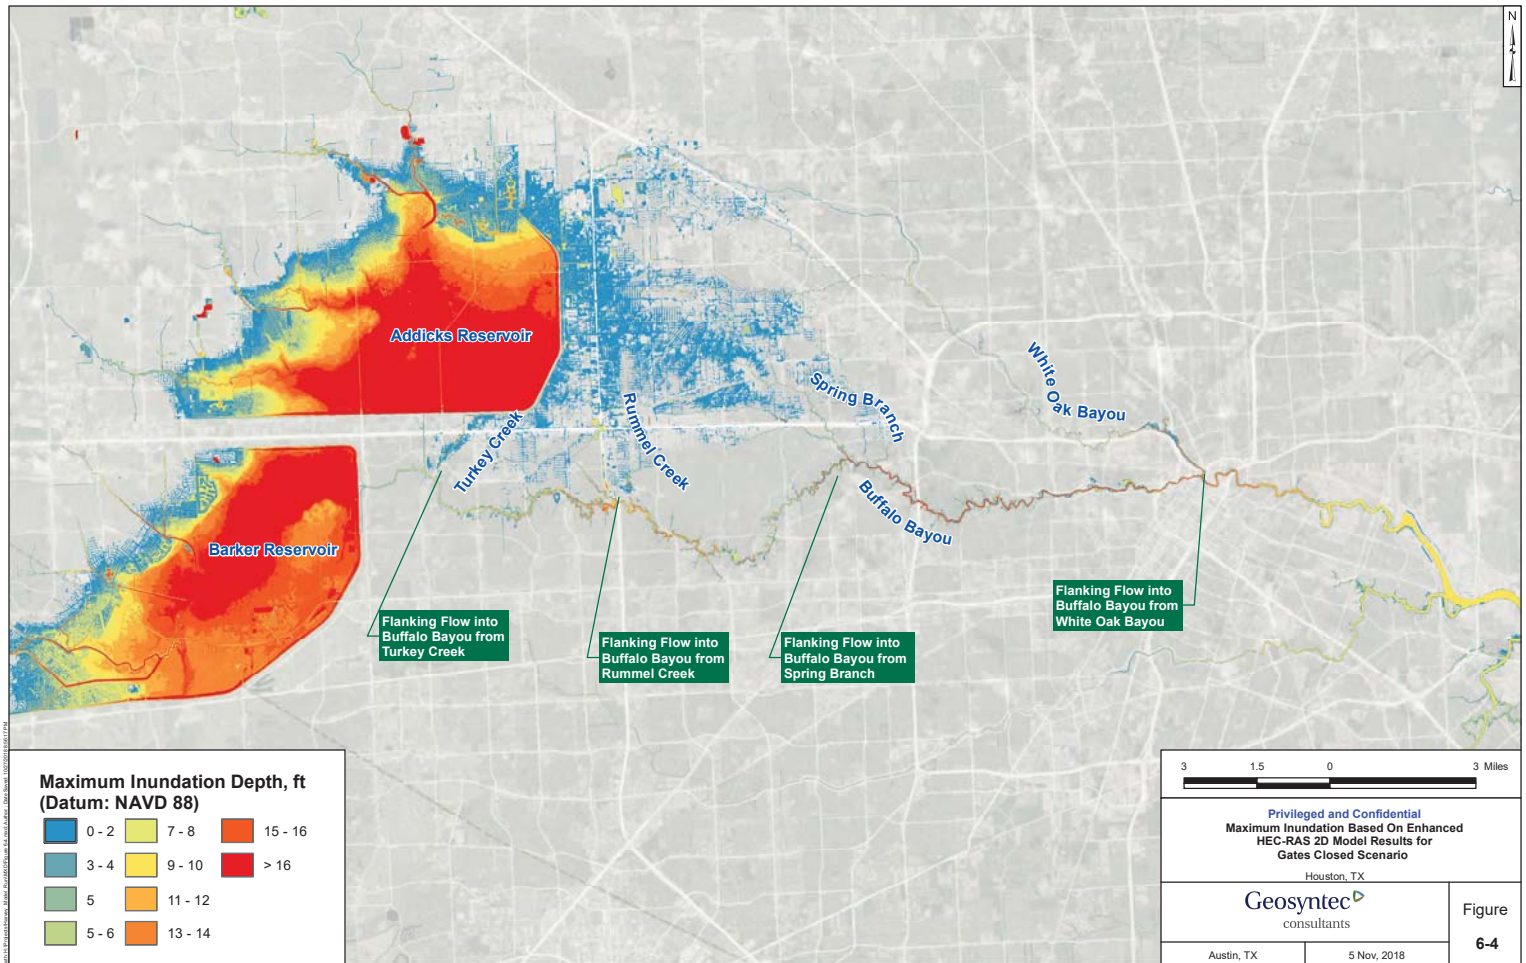 N
Addicks Reservoir
White Oak Bayou
Spring Branch
Rummel Creek
Turkey Creek
Buffalo Bayou
Barker Reservoir
Flanking Flow into
Buffalo Bayou from
Turkey Creek
Flanking Flow into
Buffalo Bayou from
Rummel Creek
Flanking Flow into
Buffalo Bayou from
Spring Branch
Flanking Flow into
Buffalo Bayou from
White Oak Bayou
Maximum Inundation Depth, ft
(Datum: NAVD 88)
0 - 2
3 - 4
5
5 - 6
7 - 8
9 - 10
11 - 12
13 - 14
15 - 16
> 16
3 1.5 0 3 Miles
Privileged and Confidential
Maximum Inundation Based On Enhanced
HEC-RAS 2D Model Results for
Gates Closed Scenario
Houston, TX
Geosyntec
consultants
Austin, TX
5 Nov, 2018
Figure
6-4